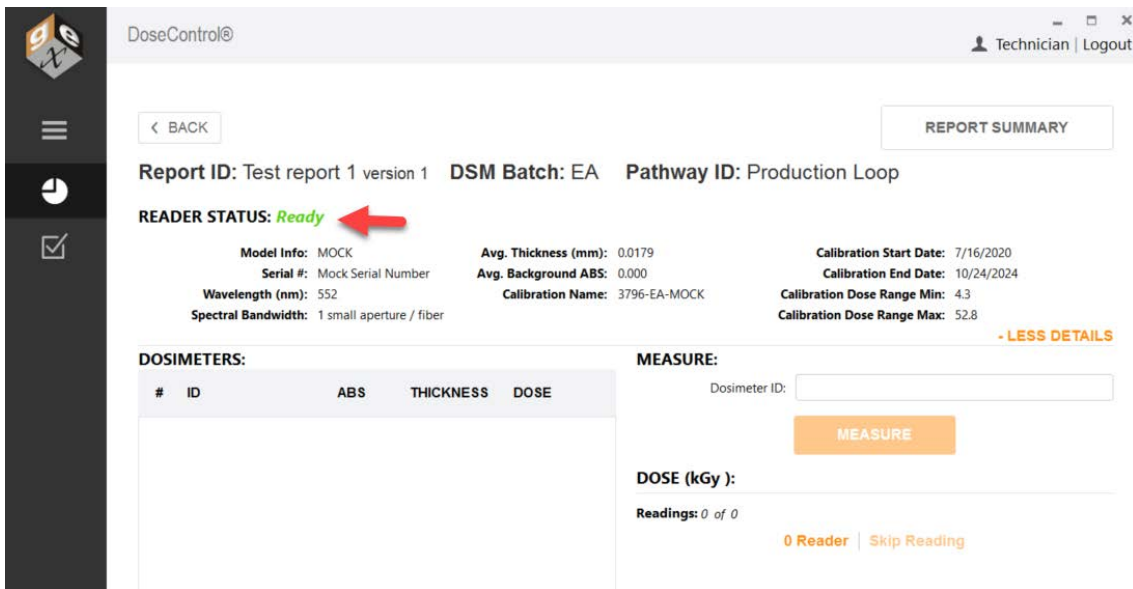 gex
DoseControl®
Technician | Logout
< BACK
REPORT SUMMARY
Report ID: Test report 1 version 1 DSM Batch: EA Pathway ID: Production Loop
READER STATUS: Ready
Model Info: MOCK Avg. Thickness (mm): 0.0179 Calibration Start Date: 7/16/2020
Serial #: Mock Serial Number Avg. Background ABS: 0.000 Calibration End Date: 10/24/2024
Wavelength (nm): 552 Calibration Name: 3796-EA-MOCK Calibration Dose Range Min: 4.3
Spectral Bandwidth: 1 small aperture / fiber Calibration Dose Range Max: 52.8
- LESS DETAILS
DOSIMETERS:
# ID ABS THICKNESS DOSE
MEASURE:
Dosimeter ID:
MEASURE
DOSE (kGy ):
Readings: 0 of 0
0 Reader | Skip Reading